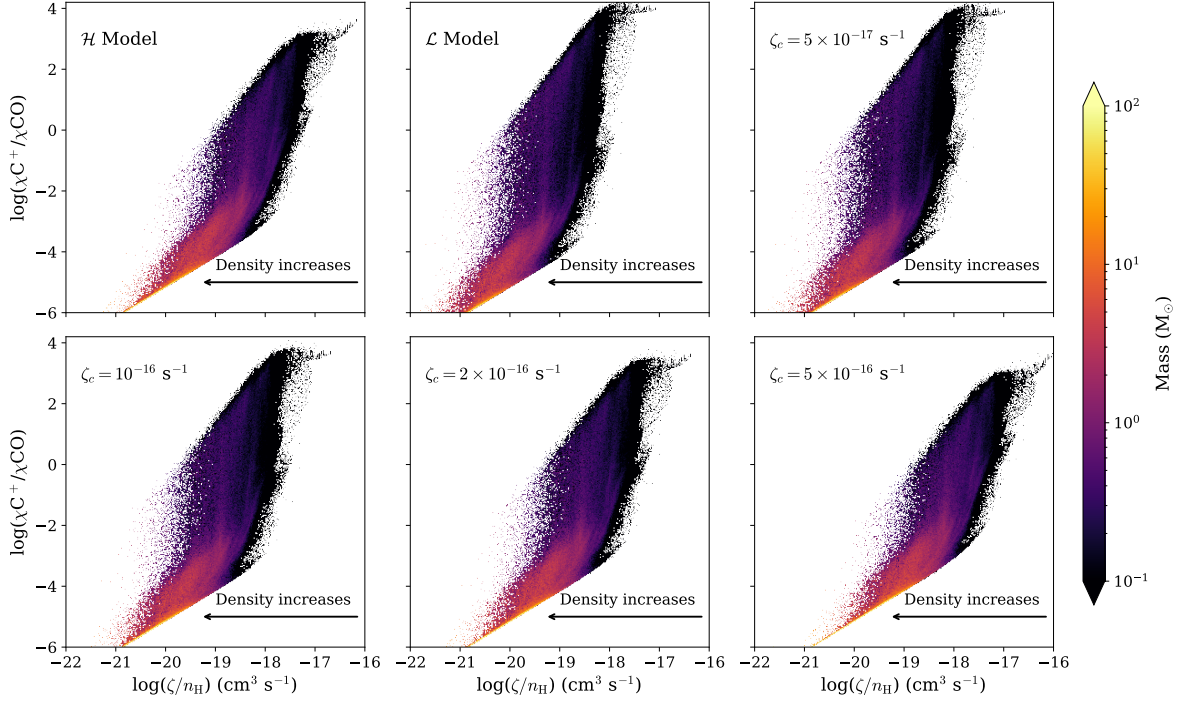 ℋ Model
ℒ Model
ζc = 5 × 10⁻¹⁷ s⁻¹
log(χC⁺/χCO)
4
2
0
−2
−4
−6
Density increases
Density increases
Density increases
ζc = 10⁻¹⁶ s⁻¹
ζc = 2 × 10⁻¹⁶ s⁻¹
ζc = 5 × 10⁻¹⁶ s⁻¹
log(χC⁺/χCO)
4
2
0
−2
−4
−6
Density increases
Density increases
Density increases
−22 −21 −20 −19 −18 −17 −16
−22 −21 −20 −19 −18 −17 −16
−22 −21 −20 −19 −18 −17 −16
log(ζ/nH) (cm³ s⁻¹)
log(ζ/nH) (cm³ s⁻¹)
log(ζ/nH) (cm³ s⁻¹)
10²
10¹
10⁰
10⁻¹
Mass (M⊙)